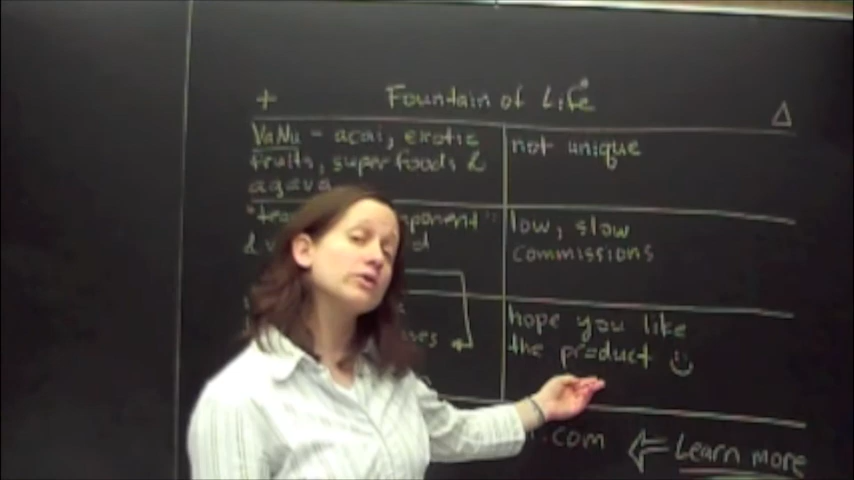 + Fountain of Life Δ
VaNu - acai, exotic
fruits, superfoods &
agava
not unique
low, slow
commissions
hope you like
the product
.com ⇐ Learn more